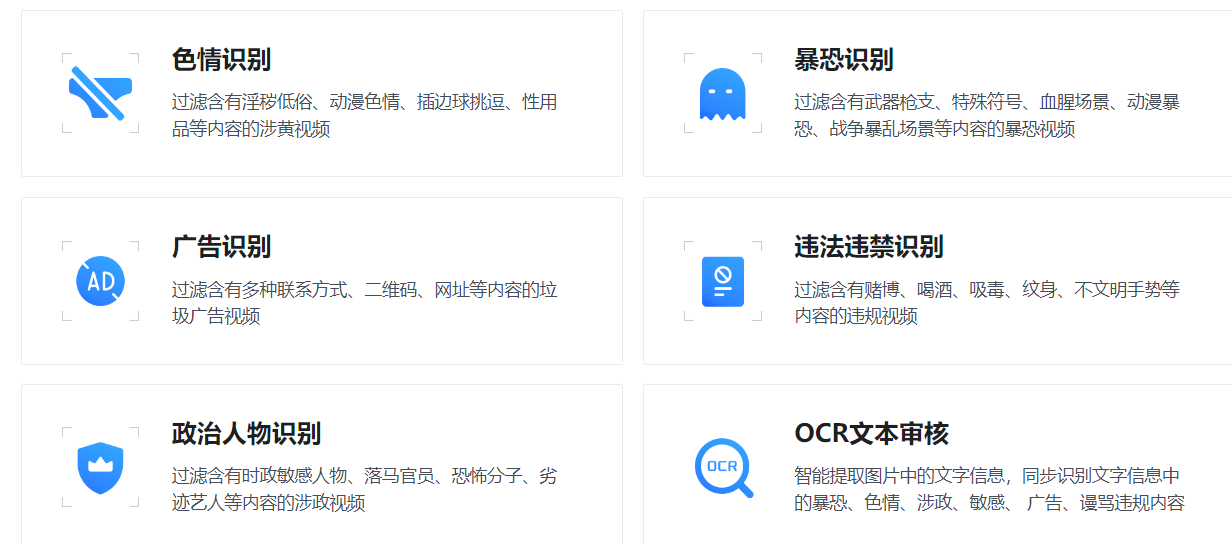 色情识别
过滤含有淫秽低俗、动漫色情、插边球挑逗、性用
品等内容的涉黄视频
暴恐识别
过滤含有武器枪支、特殊符号、血腥场景、动漫暴
恐、战争暴乱场景等内容的暴恐视频
AD
广告识别
过滤含有多种联系方式、二维码、网址等内容的垃
圾广告视频
违法违禁识别
过滤含有赌博、喝酒、吸毒、纹身、不文明手势等
内容的违规视频
政治人物识别
过滤含有时政敏感人物、落马官员、恐怖分子、劣
迹艺人等内容的涉政视频
OCR
OCR文本审核
智能提取图片中的文字信息，同步识别文字信息中
的暴恐、色情、涉政、敏感、 广告、谩骂违规内容